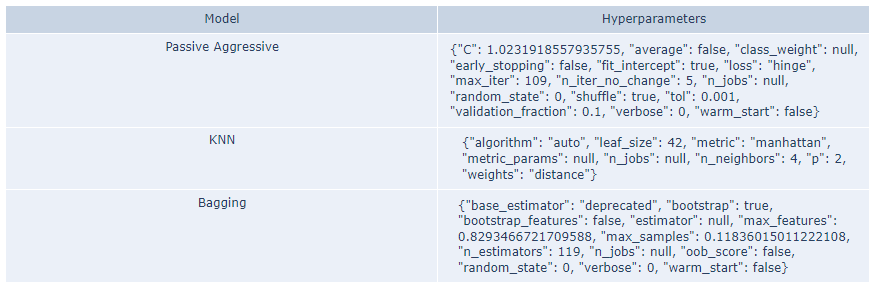 Model
Hyperparameters
Passive Aggressive
{"C": 1.0231918557935755, "average": false, "class_weight": null,
"early_stopping": false, "fit_intercept": true, "loss": "hinge",
"max_iter": 109, "n_iter_no_change": 5, "n_jobs": null,
"random_state": 0, "shuffle": true, "tol": 0.001,
"validation_fraction": 0.1, "verbose": 0, "warm_start": false}
KNN
{"algorithm": "auto", "leaf_size": 42, "metric": "manhattan",
"metric_params": null, "n_jobs": null, "n_neighbors": 4, "p": 2,
"weights": "distance"}
Bagging
{"base_estimator": "deprecated", "bootstrap": true,
"bootstrap_features": false, "estimator": null, "max_features":
0.8293466721709588, "max_samples": 0.11836015011222108,
"n_estimators": 119, "n_jobs": null, "oob_score": false,
"random_state": 0, "verbose": 0, "warm_start": false}